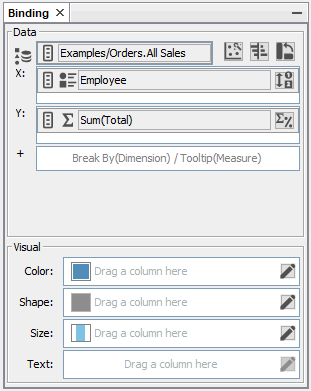 Binding ×
Data
Examples/Orders.All Sales
X:
Employee
Y:
Sum(Total)
+ Break By(Dimension) / Tooltip(Measure)
Visual
Color: Drag a column here
Shape: Drag a column here
Size: Drag a column here
Text: Drag a column here